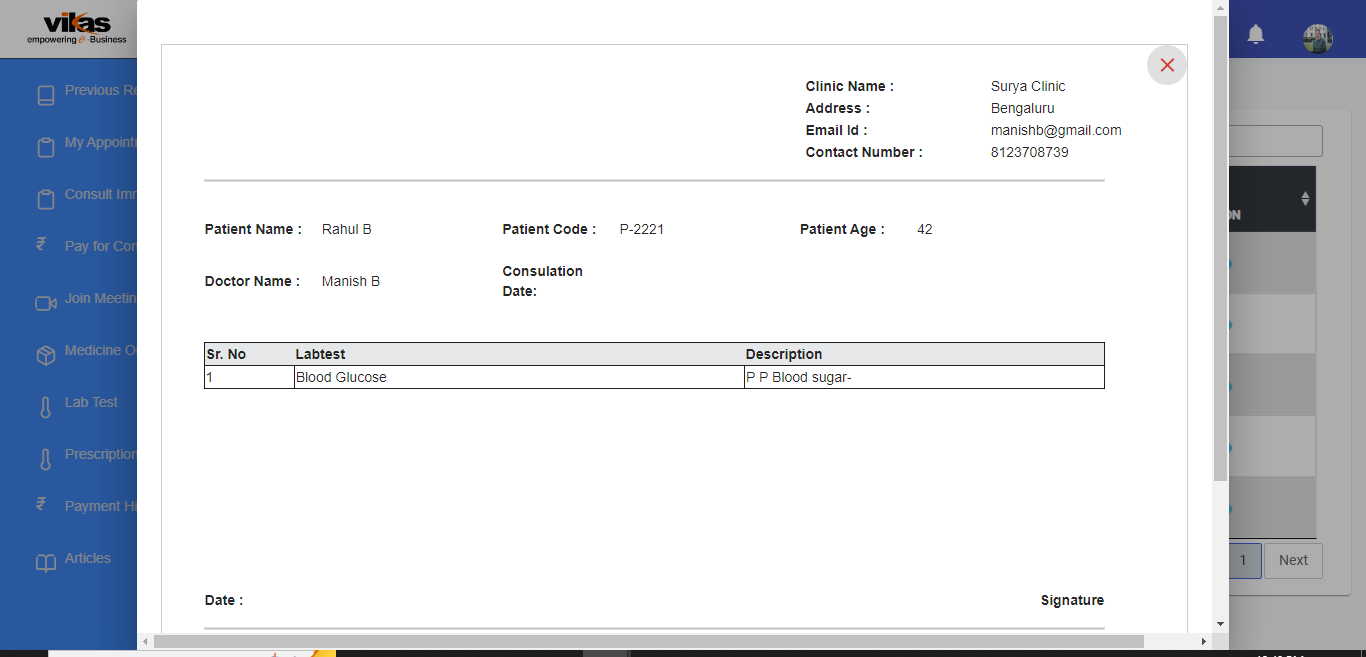 vikas
empowering e-Business
Previous Re
My Appoint
Consult Imm
Pay for Con
Join Meetin
Medicine O
Lab Test
Prescription
Payment Hi
Articles
Clinic Name : Surya Clinic
Address : Bengaluru
Email Id : manishb@gmail.com
Contact Number : 8123708739
Patient Name : Rahul B Patient Code : P-2221 Patient Age : 42
Doctor Name : Manish B Consulation
Date:
Sr. No Labtest Description
1 Blood Glucose P P Blood sugar-
Date : Signature
ON
1 Next